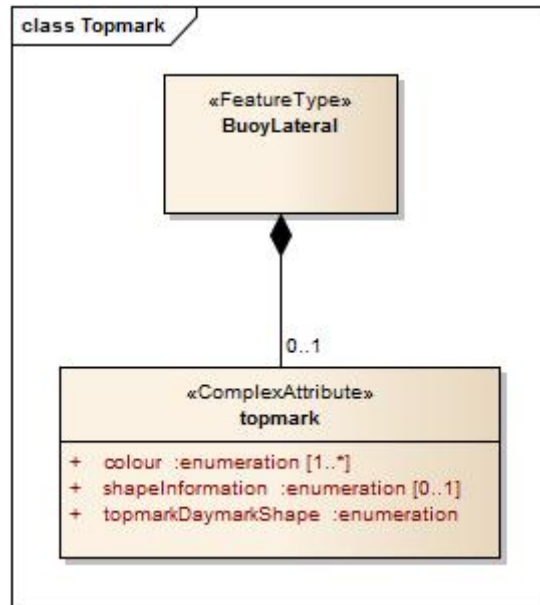 class Topmark
«FeatureType»
BuoyLateral
0..1
«ComplexAttribute»
topmark
+ colour :enumeration [1..*]
+ shapeInformation :enumeration [0..1]
+ topmarkDaymarkShape :enumeration